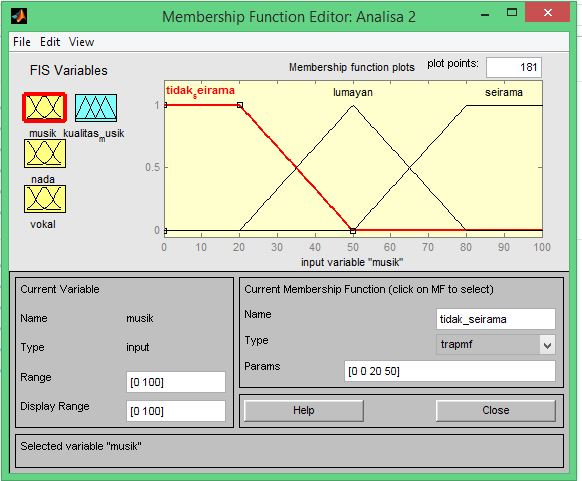 Membership Function Editor: Analisa 2
File Edit View
FIS Variables
musik kualitas_musik
nada
vokal
Membership function plots plot points: 181
tidak_seirama lumayan seirama
1
0.5
0
0 10 20 30 40 50 60 70 80 90 100
input variable "musik"
Current Variable
Name musik
Type input
Range [0 100]
Display Range [0 100]
Current Membership Function (click on MF to select)
Name tidak_seirama
Type trapmf
Params [0 0 20 50]
Help Close
Selected variable "musik"